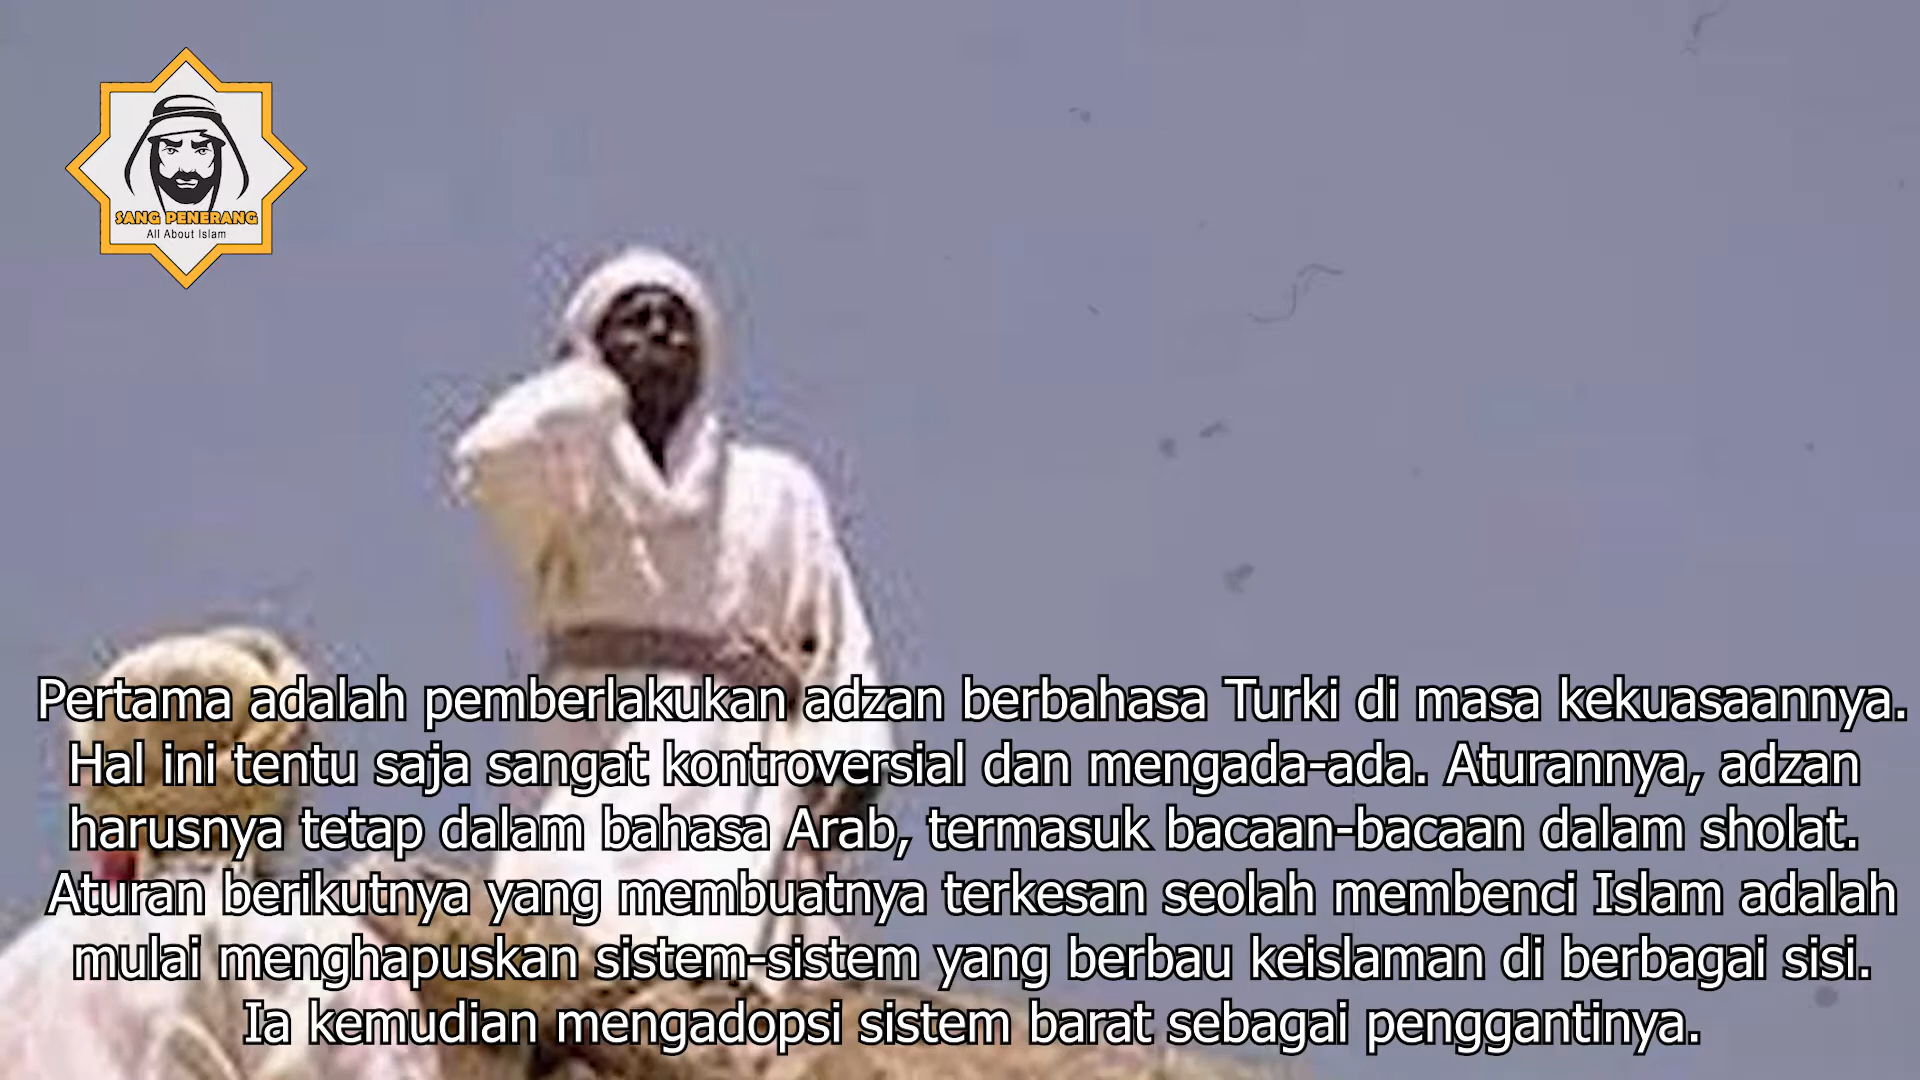 SANG PENERANG
All About Islam
Pertama adalah pemberlakukan adzan berbahasa Turki di masa kekuasaannya.
Hal ini tentu saja sangat kontroversial dan mengada-ada. Aturannya, adzan
harusnya tetap dalam bahasa Arab, termasuk bacaan-bacaan dalam sholat.
Aturan berikutnya yang membuatnya terkesan seolah membenci Islam adalah
mulai menghapuskan sistem-sistem yang berbau keislaman di berbagai sisi.
Ia kemudian mengadopsi sistem barat sebagai penggantinya.